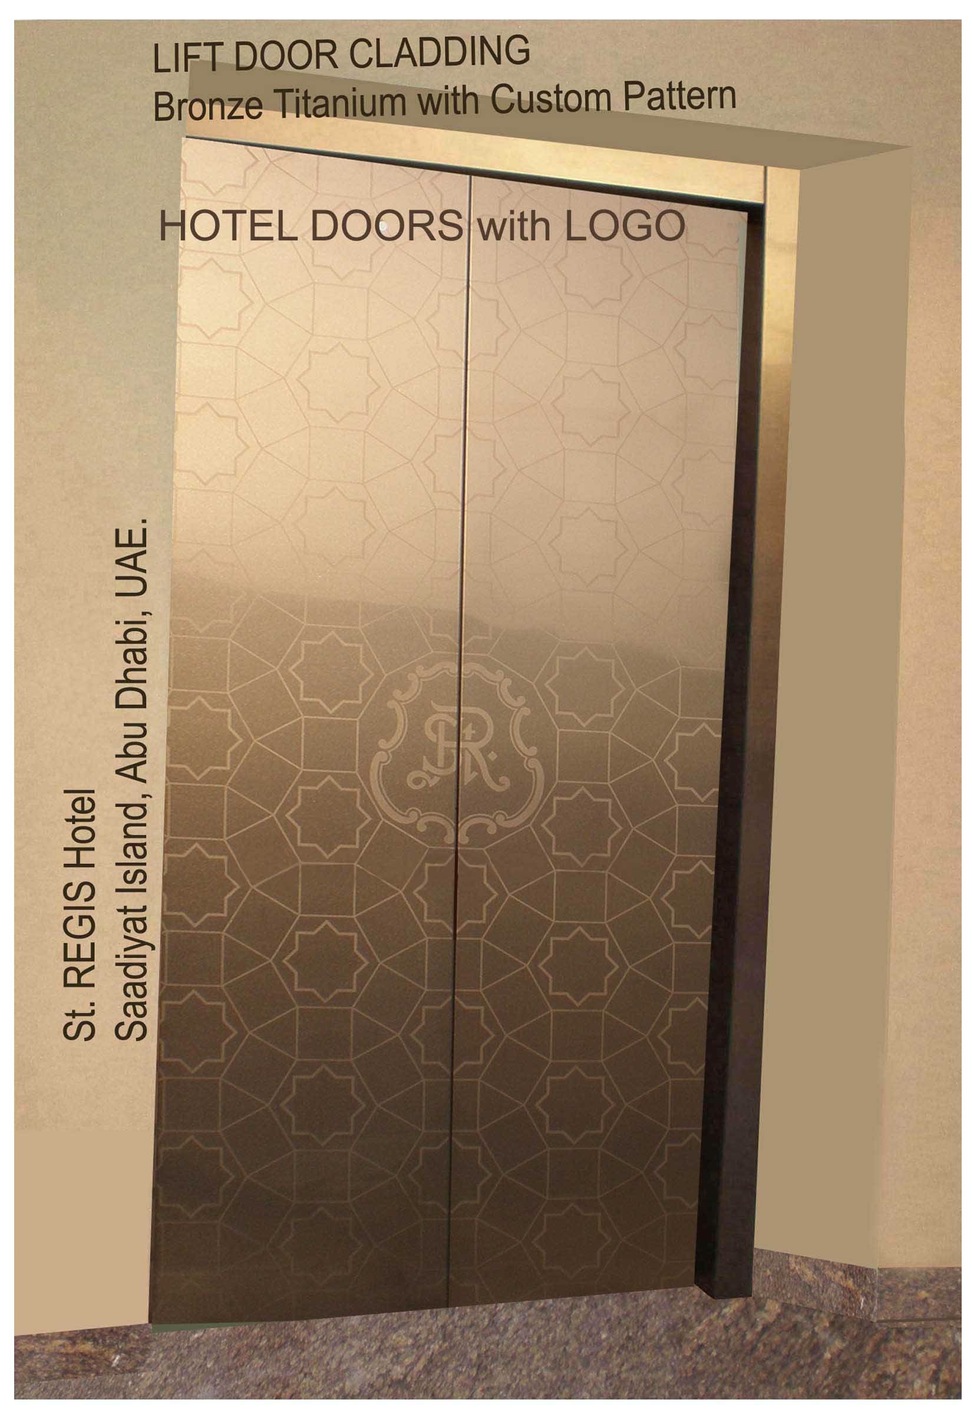 LIFT DOOR CLADDING
Bronze Titanium with Custom Pattern
HOTEL DOORS with LOGO
St. REGIS Hotel
Saadiyat Island, Abu Dhabi, UAE.